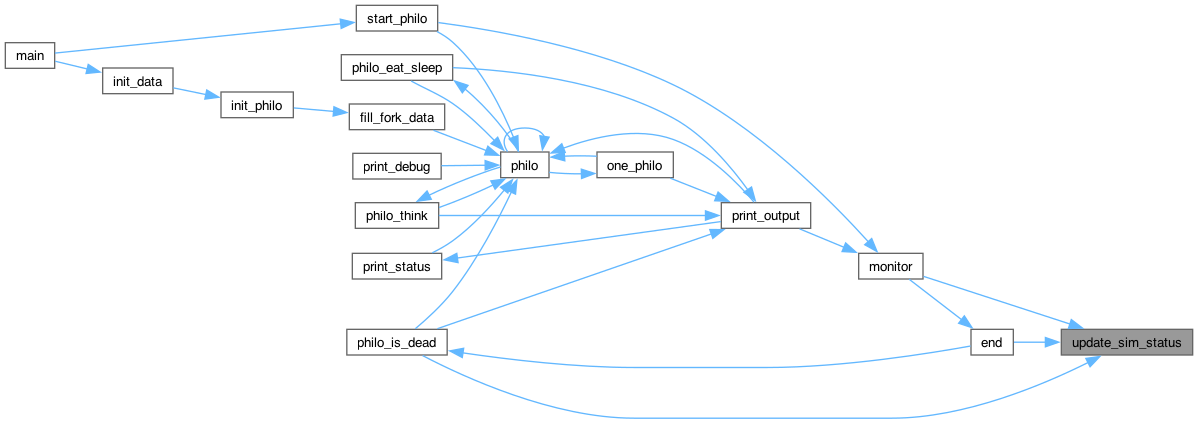 main
init_data
init_philo
start_philo
philo_eat_sleep
fill_fork_data
print_debug
philo_think
print_status
philo_is_dead
philo
one_philo
print_output
monitor
end
update_sim_status